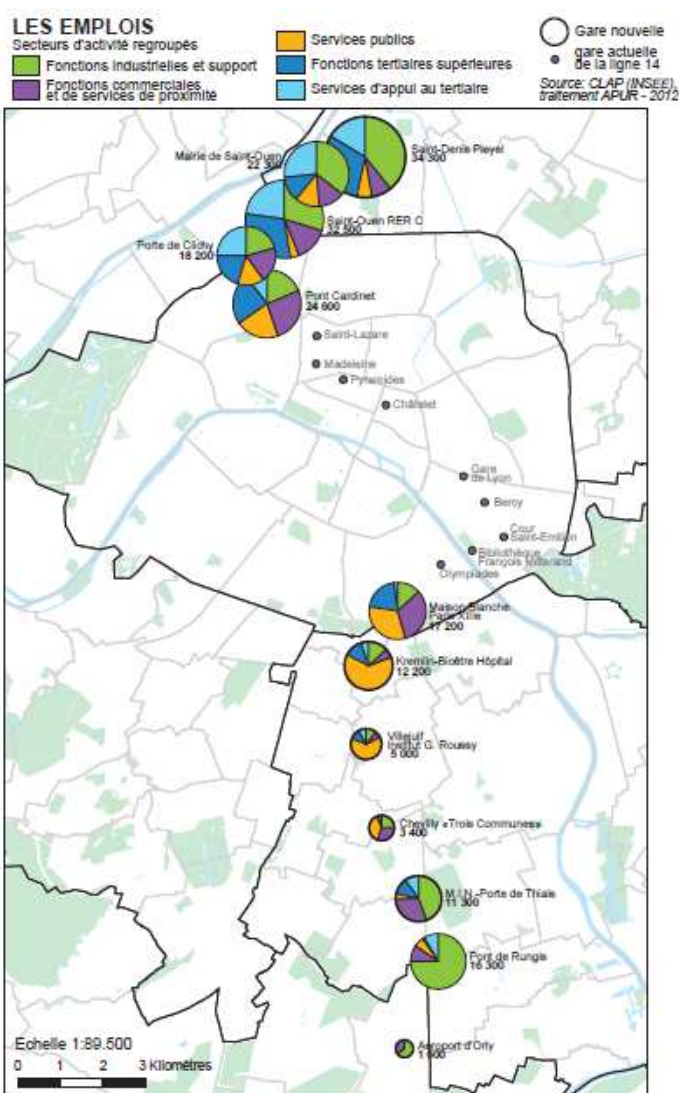 LES EMPLOIS
Secteurs d'activité regroupés
Fonctions industrielles et support
Fonctions commerciales
et de services de proximité
Services publics
Fonctions tertiaires supérieures
Services d'appui au tertiaire
Gare nouvelle
gare actuelle
de la ligne 14
Source: CLAP (INSEE),
traitement APUR - 2012
Mairie de Saint-Ouen
22 300
Saint-Denis Pleyel
34 300
Saint-Ouen RER C
32 500
Porte de Clichy
18 200
Pont Cardinet
24 600
Saint-Lazare
Madeleine
Pyramides
Châtelet
Gare
de Lyon
Bercy
Cour
Saint-Emilion
Bibliothèque
François Mitterand
Olympiades
Maison Blanche
Paris XIIIe
17 200
Kremlin-Bicêtre Hôpital
12 200
Villejuif
Institut G. Roussy
5 000
Chevilly «Trois Communes»
3 400
M.I.N.-Porte de Thiais
11 300
Pont de Rungis
16 300
Aéroport d'Orly
Echelle 1:89.500
0 1 2 3 Kilomètres